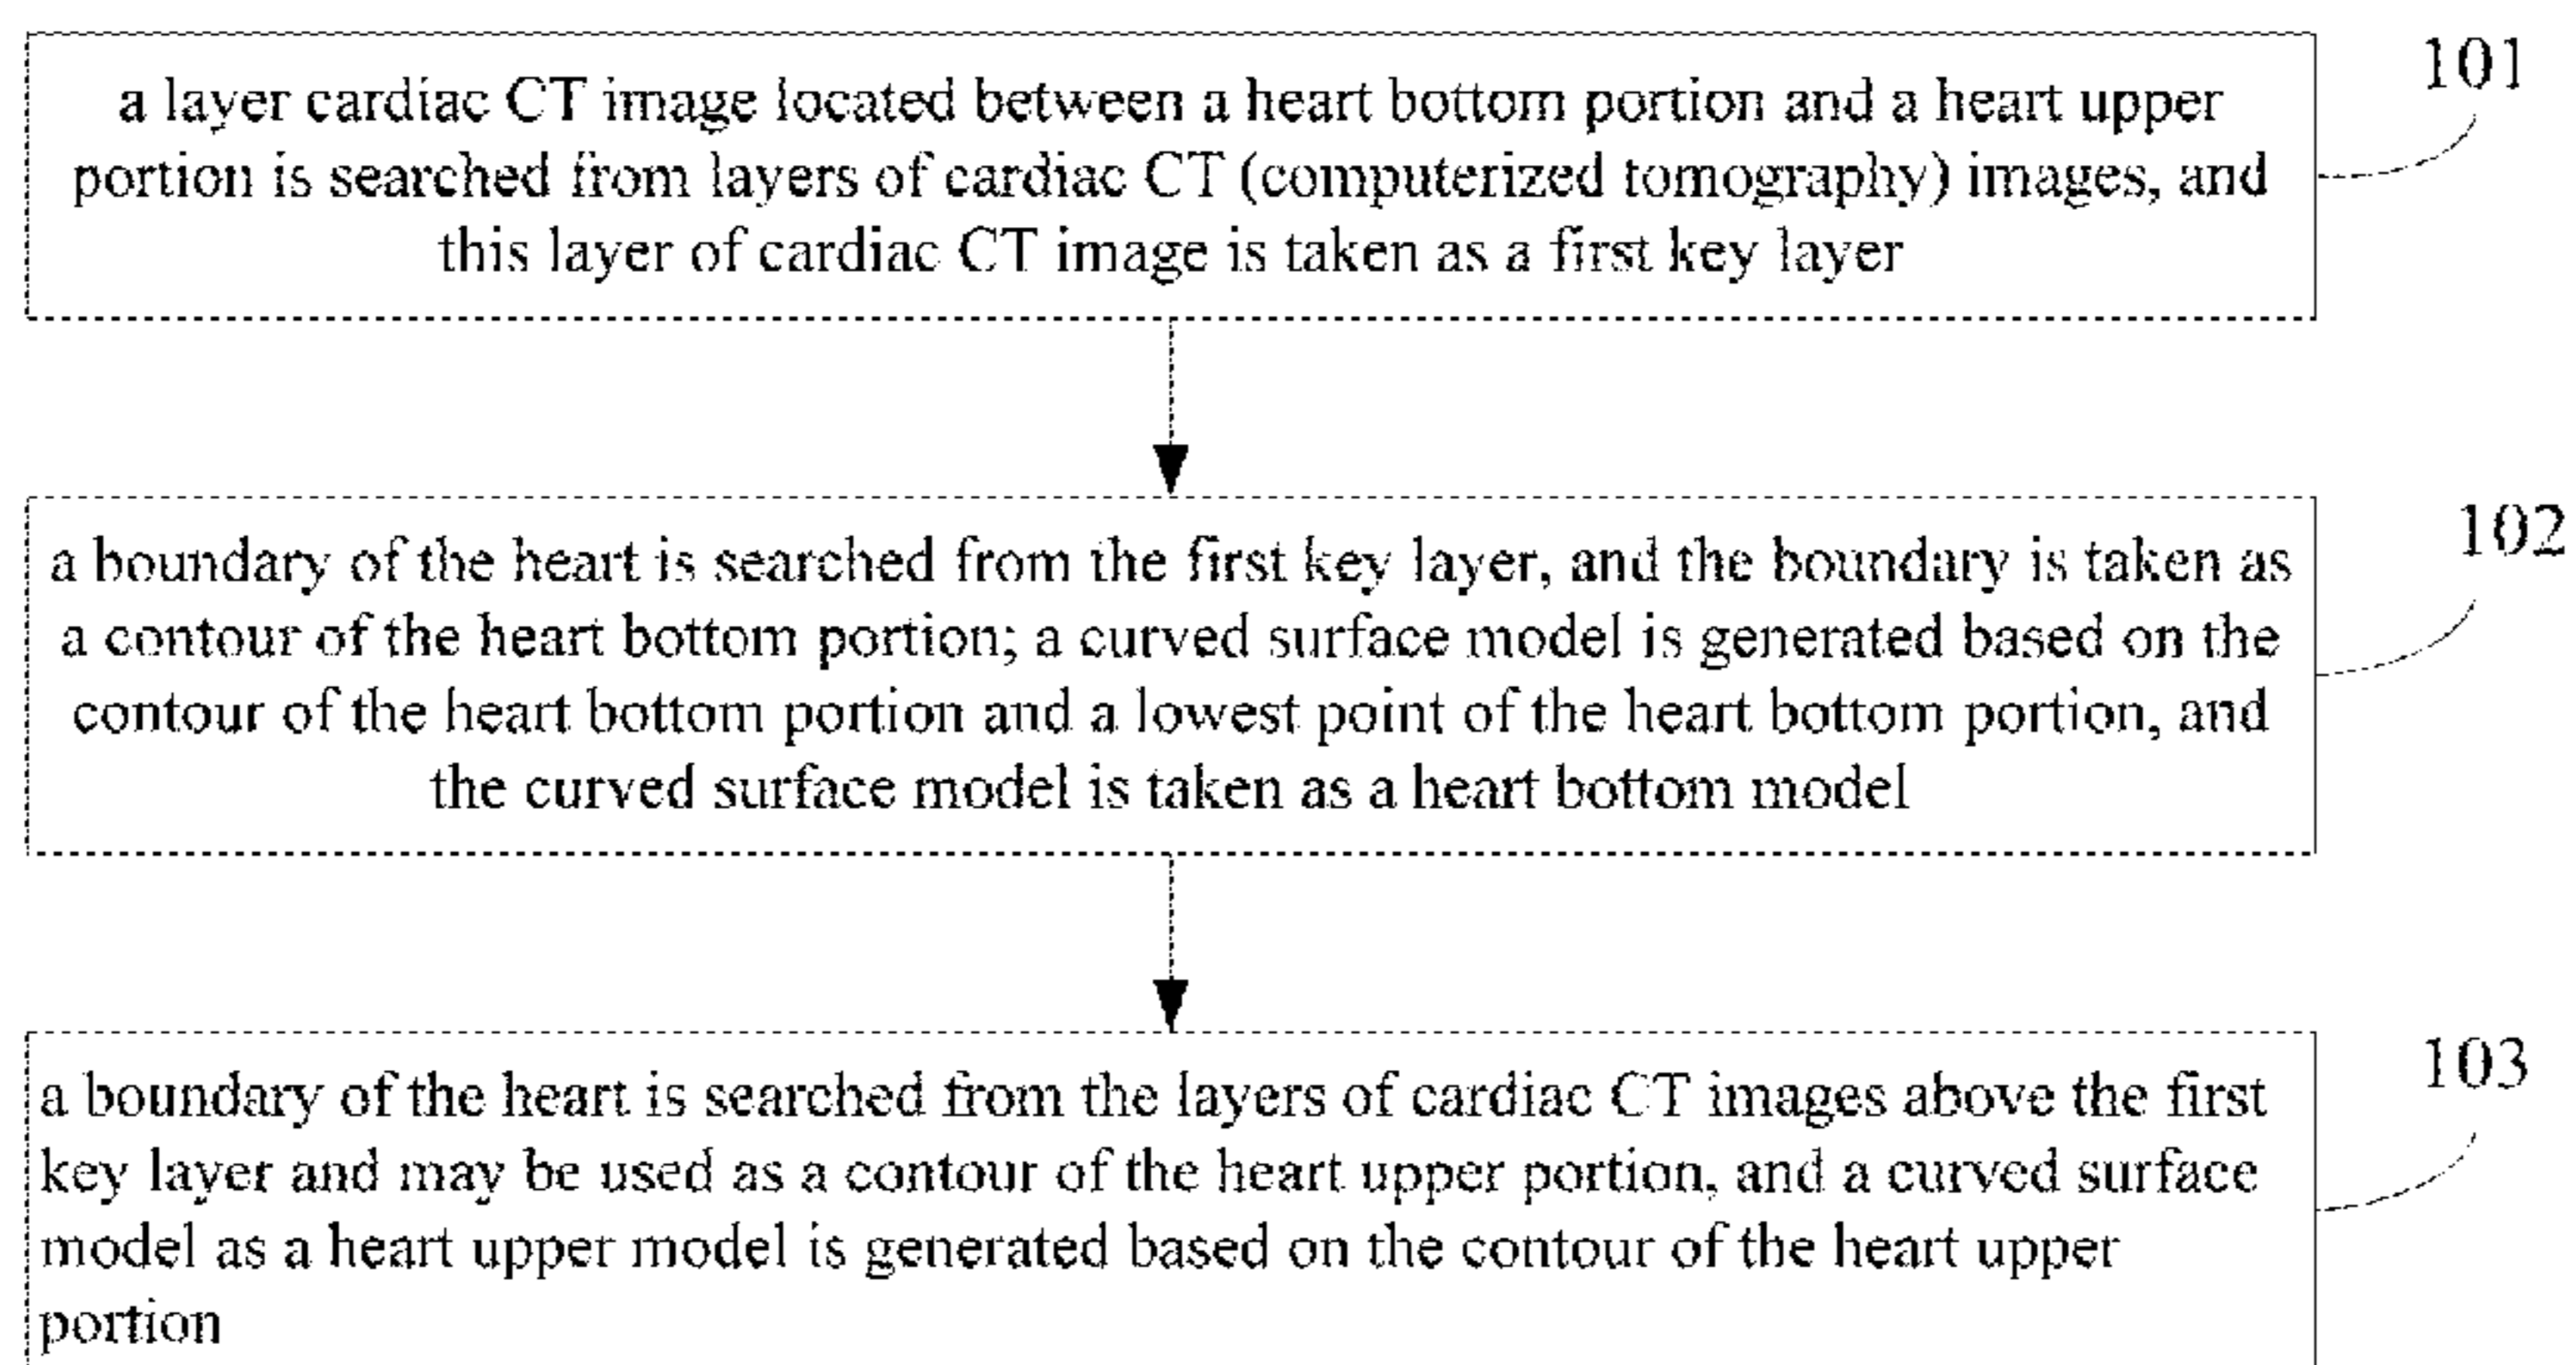 a layer cardiac CT image located between a heart bottom portion and a heart upper
portion is searched from layers of cardiac CT (computerized tomography) images, and
this layer of cardiac CT image is taken as a first key layer
101
a boundary of the heart is searched from the first key layer, and the boundary is taken as
a contour of the heart bottom portion; a curved surface model is generated based on the
contour of the heart bottom portion and a lowest point of the heart bottom portion, and
the curved surface model is taken as a heart bottom model
102
a boundary of the heart is searched from the layers of cardiac CT images above the first
key layer and may be used as a contour of the heart upper portion, and a curved surface
model as a heart upper model is generated based on the contour of the heart upper
portion
103